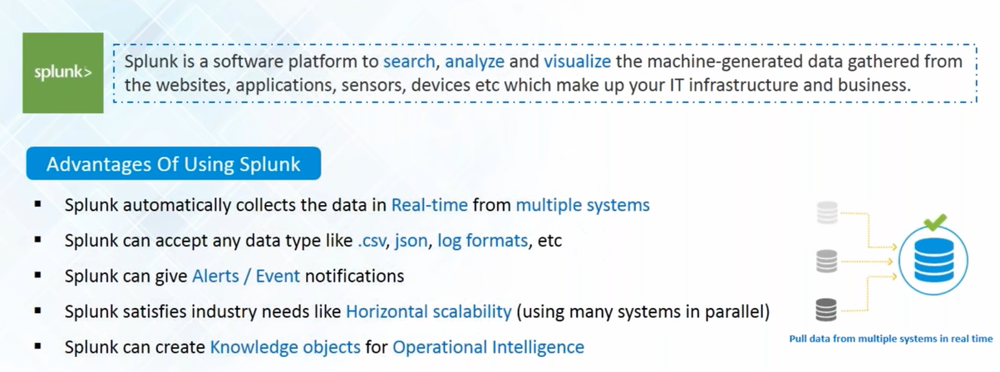 splunk>
Splunk is a software platform to search, analyze and visualize the machine-generated data gathered from
the websites, applications, sensors, devices etc which make up your IT infrastructure and business.
Advantages Of Using Splunk
▪ Splunk automatically collects the data in Real-time from multiple systems
▪ Splunk can accept any data type like .csv, json, log formats, etc
▪ Splunk can give Alerts / Event notifications
▪ Splunk satisfies industry needs like Horizontal scalability (using many systems in parallel)
▪ Splunk can create Knowledge objects for Operational Intelligence
Pull data from multiple systems in real time